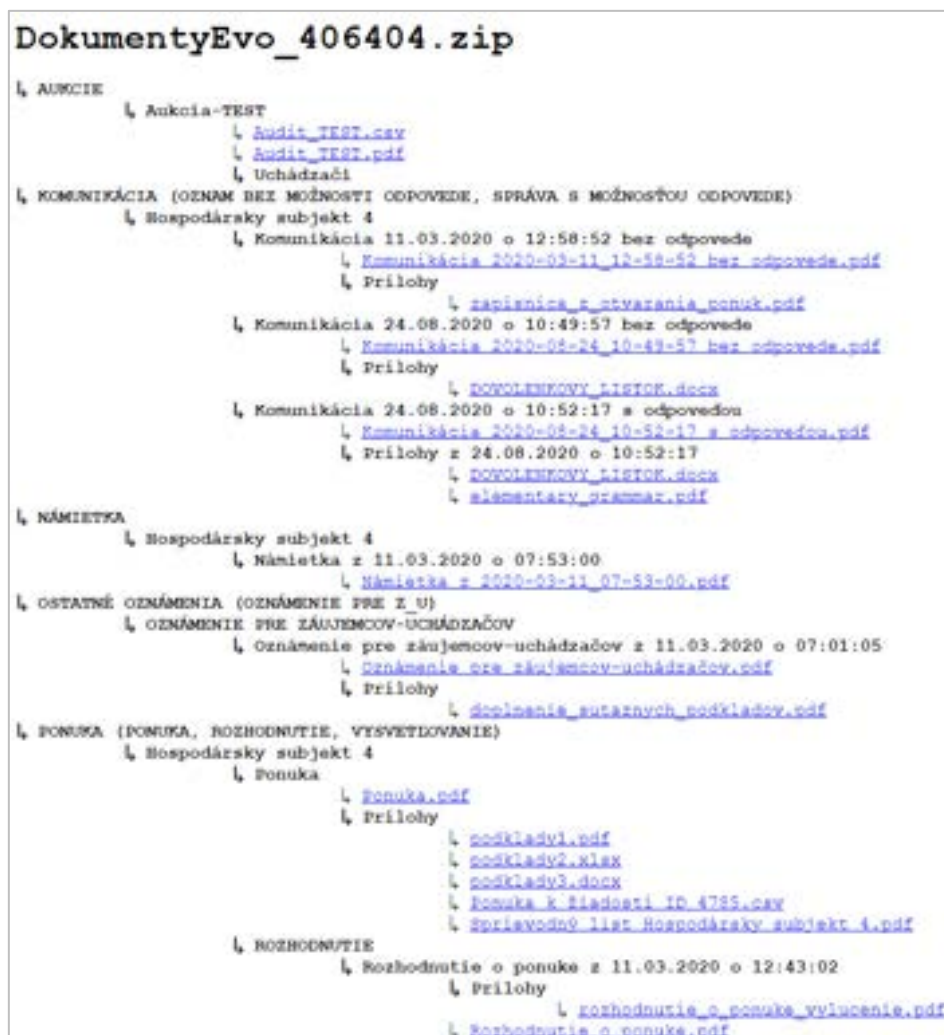 DokumentyEvo_406404.zip
↳ AUKCIE
↳ Aukcia-TEST
↳ Audit_TEST.csv
↳ Audit_TEST.pdf
↳ Uchádzači
↳ KOMUNIKÁCIA (OZNAM BEZ MOŽNOSTI ODPOVEDE, SPRÁVA S MOŽNOSŤOU ODPOVEDE)
↳ Hospodársky subjekt 4
↳ Komunikácia 11.03.2020 o 12:58:52 bez odpovede
↳ Komunikácia 2020-03-11_12-58-52 bez odpovede.pdf
↳ Prílohy
↳ zapisnica_z_otvarania_ponuk.pdf
↳ Komunikácia 24.08.2020 o 10:49:57 bez odpovede
↳ Komunikácia 2020-08-24_10-49-57 bez odpovede.pdf
↳ Prílohy
↳ DOVOLENKOVY_LISTOK.docx
↳ Komunikácia 24.08.2020 o 10:52:17 s odpoveďou
↳ Komunikácia 2020-08-24_10-52-17 s odpoveďou.pdf
↳ Prílohy z 24.08.2020 o 10:52:17
↳ DOVOLENKOVY_LISTOK.docx
↳ elementary_grammar.pdf
↳ NÁMIETKA
↳ Hospodársky subjekt 4
↳ Námietka z 11.03.2020 o 07:53:00
↳ Námietka z 2020-03-11_07-53-00.pdf
↳ OSTATNÉ OZNÁMENIA (OZNÁMENIE PRE Z_U)
↳ OZNÁMENIE PRE ZÁUJEMCOV-UCHÁDZAČOV
↳ Oznámenie pre záujemcov-uchádzačov z 11.03.2020 o 07:01:05
↳ Oznámenie pre záujemcov-uchádzačov.pdf
↳ Prílohy
↳ doplnenie_sutaznych_podkladov.pdf
↳ PONUKA (PONUKA, ROZHODNUTIE, VYSVETĽOVANIE)
↳ Hospodársky subjekt 4
↳ Ponuka
↳ Ponuka.pdf
↳ Prílohy
↳ podklady1.pdf
↳ podklady2.xlsx
↳ podklady3.docx
↳ Ponuka k žiadosti ID 4785.csv
↳ Sprievodný list Hospodársky subjekt 4.pdf
↳ ROZHODNUTIE
↳ Rozhodnutie o ponuke z 11.03.2020 o 12:43:02
↳ Prílohy
↳ rozhodnutie_o_ponuke_vylucenie.pdf
↳ Rozhodnutie o ponuke.pdf